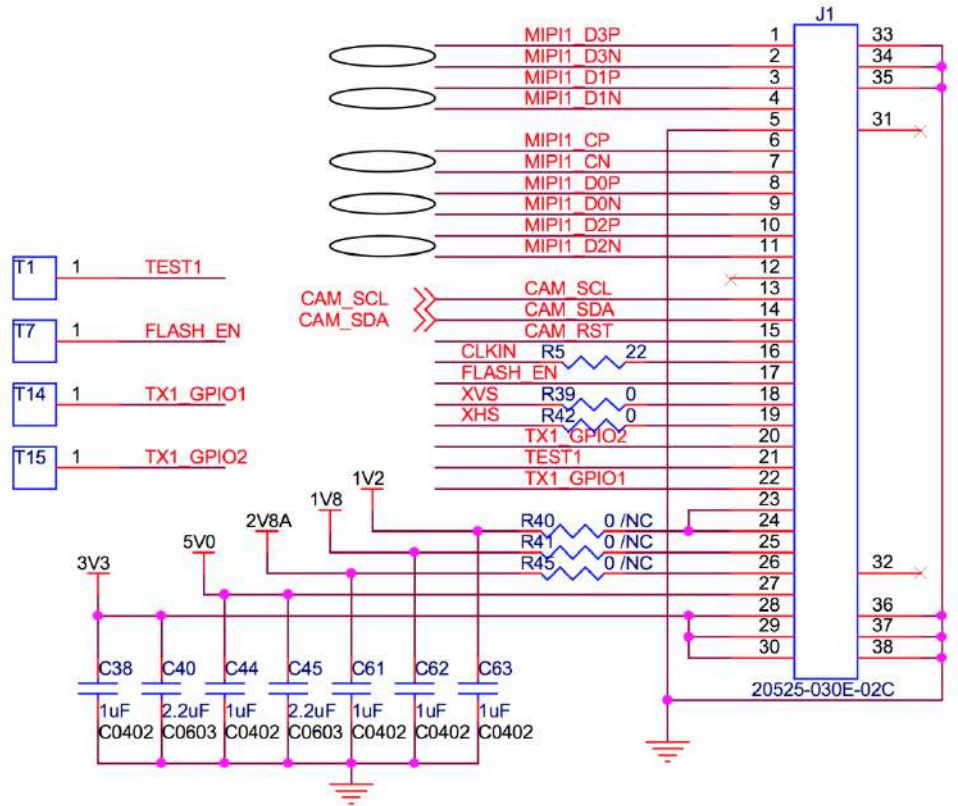 J1
MIPI1_D3P 1 33
MIPI1_D3N 2 34
MIPI1_D1P 3 35
MIPI1_D1N 4
5 31
MIPI1_CP 6
MIPI1_CN 7
MIPI1_D0P 8
MIPI1_D0N 9
MIPI1_D2P 10
MIPI1_D2N 11
T1 1 TEST1
12
CAM_SCL CAM_SCL 13
CAM_SDA CAM_SDA 14
T7 1 FLASH_EN
CAM_RST 15
CLKIN R5 22 16
FLASH_EN 17
T14 1 TX1_GPIO1
XVS R39 0 18
XHS R42 0 19
TX1_GPIO2 20
T15 1 TX1_GPIO2
TEST1 21
TX1_GPIO1 22
1V2 23
1V8
R40 0 /NC 24
2V8A
R41 0 /NC 25
5V0
R45 0 /NC 26 32
3V3
27
28 36
29 37
30 38
C38 C40 C44 C45 C61 C62 C63
20525-030E-02C
1uF 2.2uF 1uF 2.2uF 1uF 1uF 1uF
C0402 C0603 C0402 C0603 C0402 C0402 C0402